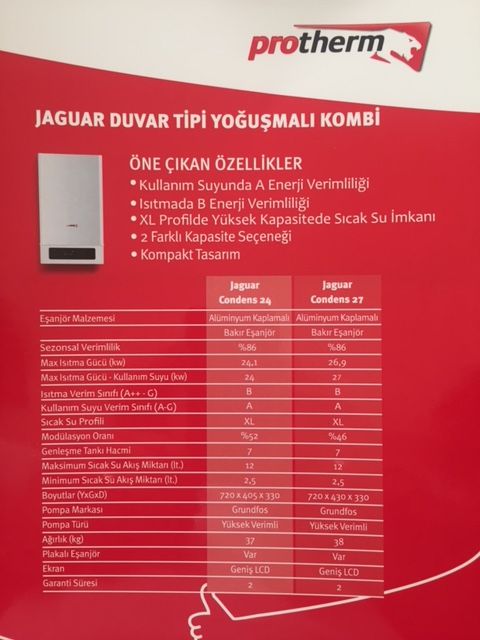 protherm
JAGUAR DUVAR TİPİ YOĞUŞMALI KOMBİ
ÖNE ÇIKAN ÖZELLİKLER
• Kullanım Suyunda A Enerji Verimliliği
• Isıtmada B Enerji Verimliliği
• XL Profilde Yüksek Kapasitede Sıcak Su İmkanı
• 2 Farklı Kapasite Seçeneği
• Kompakt Tasarım
Jaguar Condens 24 Jaguar Condens 27
Eşanjör Malzemesi Alüminyum Kaplamalı Alüminyum Kaplamalı
Bakır Eşanjör Bakır Eşanjör
Sezonsal Verimlilik %86 %86
Max Isıtma Gücü (kw) 24,1 26,9
Max Isıtma Gücü - Kullanım Suyu (kw) 24 27
Isıtma Verim Sınıfı (A++ - G) B B
Kullanım Suyu Verim Sınıfı (A-G) A A
Sıcak Su Profili XL XL
Modülasyon Oranı %52 %46
Genleşme Tankı Hacmi 7 7
Maksimum Sıcak Su Akış Miktarı (lt.) 12 12
Minimum Sıcak Su Akış Miktarı (lt.) 2,5 2,5
Boyutlar (YxGxD) 720 x 405 x 330 720 x 430 x 330
Pompa Markası Grundfos Grundfos
Pompa Türü Yüksek Verimli Yüksek Verimli
Ağırlık (kg) 37 38
Plakalı Eşanjör Var Var
Ekran Geniş LCD Geniş LCD
Garanti Süresi 2 2